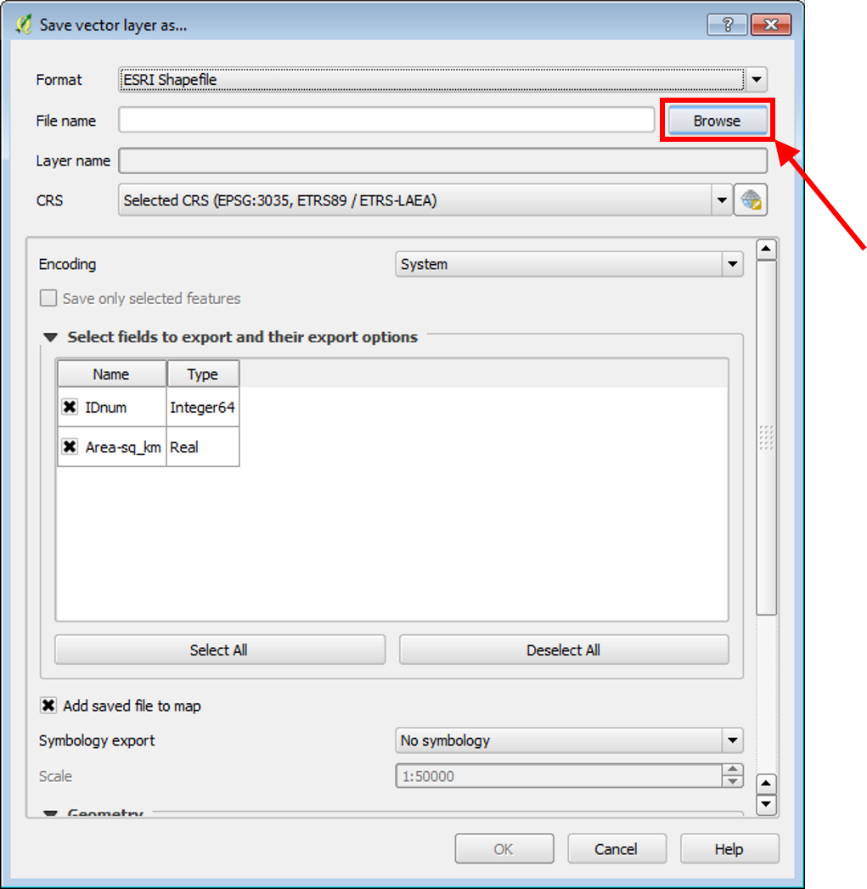 Save vector layer as...
?
Format ESRI Shapefile
File name Browse
Layer name
CRS Selected CRS (EPSG:3035, ETRS89 / ETRS-LAEA)
Encoding System
Save only selected features
Select fields to export and their export options
Name Type
IDnum Integer64
Area-sq_km Real
Select All Deselect All
Add saved file to map
Symbology export No symbology
Scale 1:50000
Geometry
OK Cancel Help